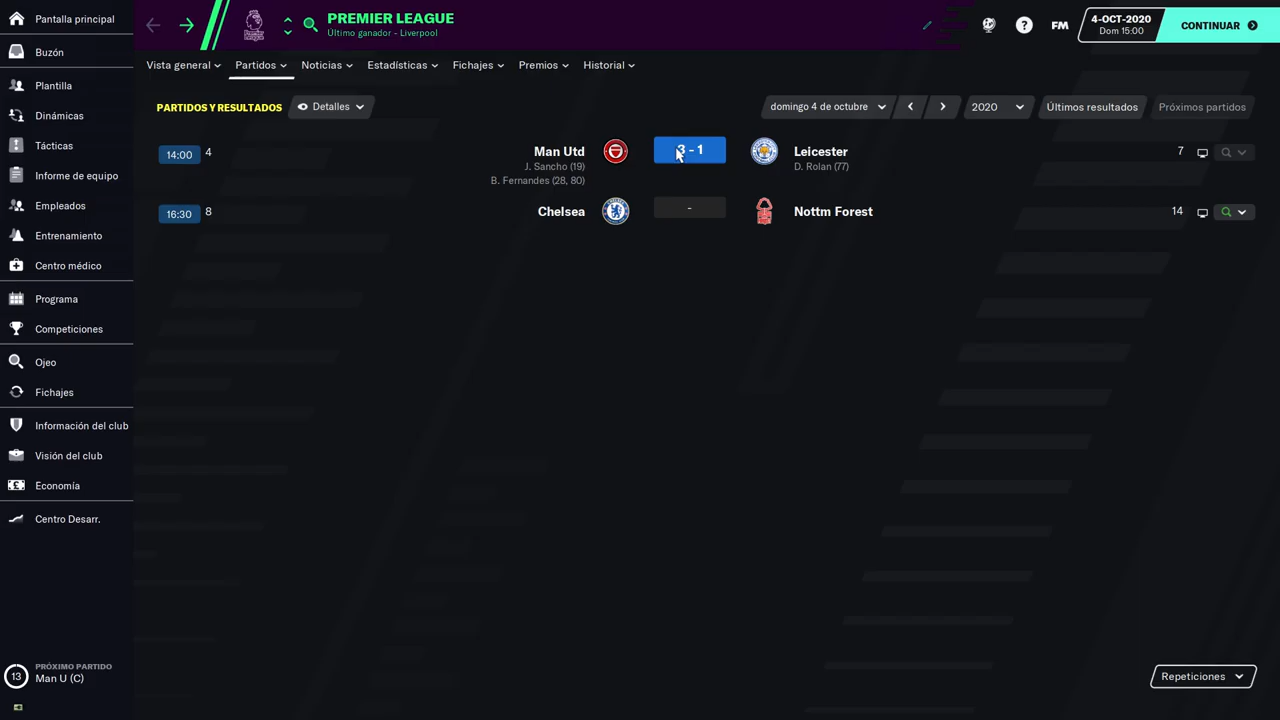 Pantalla principal
PREMIER LEAGUE
Último ganador - Liverpool
FM
4-OCT-2020
Dom 15:00
CONTINUAR
Buzón
Vista general
Partidos
Noticias
Estadísticas
Fichajes
Premios
Historial
Plantilla
PARTIDOS Y RESULTADOS
Detalles
domingo 4 de octubre
2020
Últimos resultados
Próximos partidos
Dinámicas
Tácticas
Informe de equipo
Empleados
Entrenamiento
Centro médico
Programa
Competiciones
Ojeo
Fichajes
Información del club
Visión del club
Economía
Centro Desarr.
14:00 4 Man Utd 3 - 1 Leicester 7
J. Sancho (19) D. Rolan (77)
B. Fernandes (28, 80)
16:30 8 Chelsea - Nottm Forest 14
13
PRÓXIMO PARTIDO
Man U (C)
Repeticiones